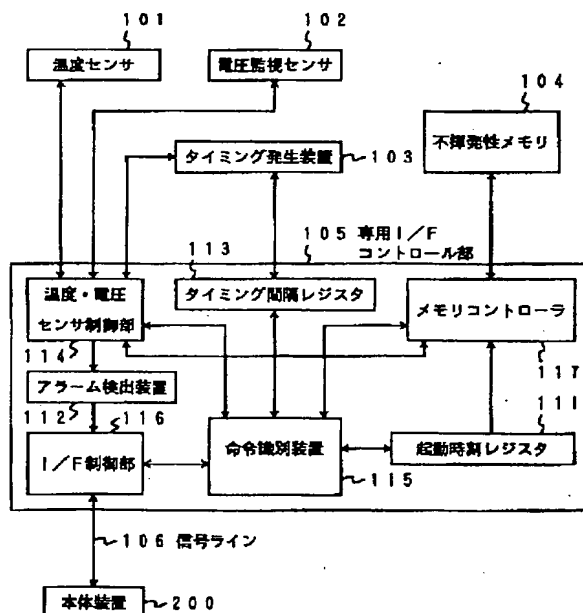 101
102
温度センサ
電圧監視センサ
104
不揮発性メモリ
タイミング発生装置
103
105 専用I/F
コントロール部
113
温度・電圧
センサ制御部
タイミング間隔レジスタ
メモリコントローラ
114
117
アラーム検出装置
111
112
116
I/F制御部
命令識別装置
起動時刻レジスタ
115
106 信号ライン
本体装置
200